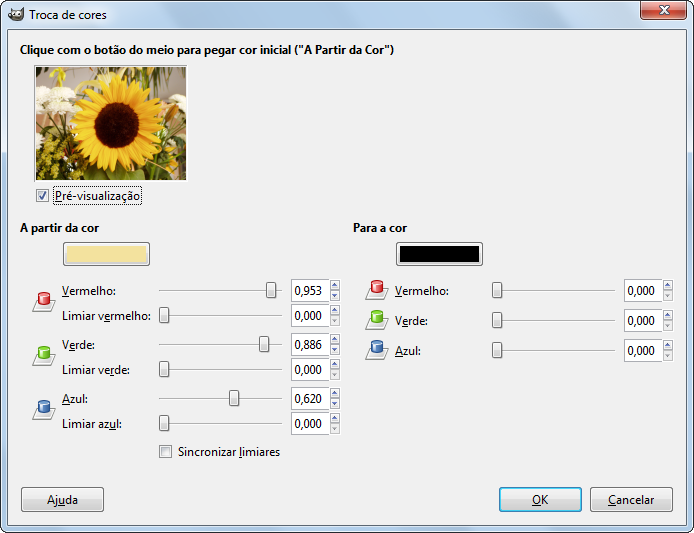 Troca de cores
Clique com o botão do meio para pegar cor inicial ("A Partir da Cor")
Pré-visualização
A partir da cor
Para a cor
Vermelho: 0,953
Vermelho: 0,000
Limiar vermelho: 0,000
Verde: 0,000
Verde: 0,886
Azul: 0,000
Limiar verde: 0,000
Azul: 0,620
Limiar azul: 0,000
Sincronizar limiares
Ajuda
OK
Cancelar